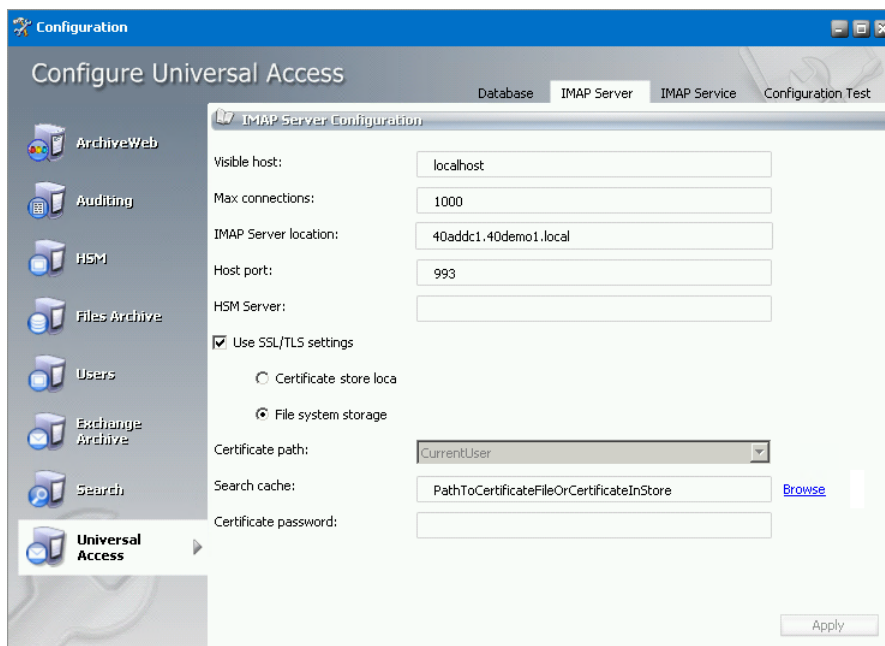 Configuration
Configure Universal Access
Database IMAP Server IMAP Service Configuration Test
IMAP Server Configuration
ArchiveWeb
Auditing
HSM
Files Archive
Users
Exchange
Archive
Search
Universal
Access
Visible host: localhost
Max connections: 1000
IMAP Server location: 40addc1.40demo1.local
Host port: 993
HSM Server:
Use SSL/TLS settings
Certificate store loca
File system storage
Certificate path: CurrentUser
Search cache: PathToCertificateFileOrCertificateInStore Browse
Certificate password:
Apply